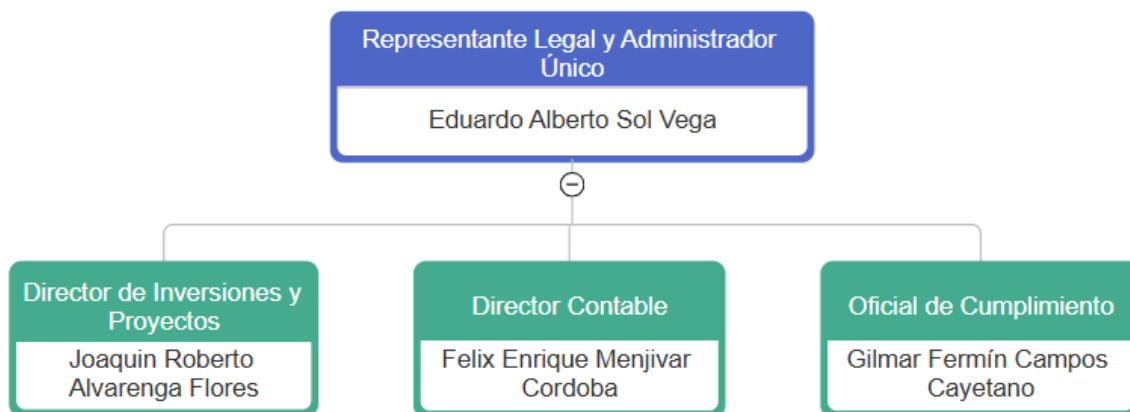 Representante Legal y Administrador
Único
Eduardo Alberto Sol Vega
Director de Inversiones y
Proyectos
Joaquin Roberto
Alvarenga Flores
Director Contable
Felix Enrique Menjivar
Cordoba
Oficial de Cumplimiento
Gilmar Fermín Campos
Cayetano